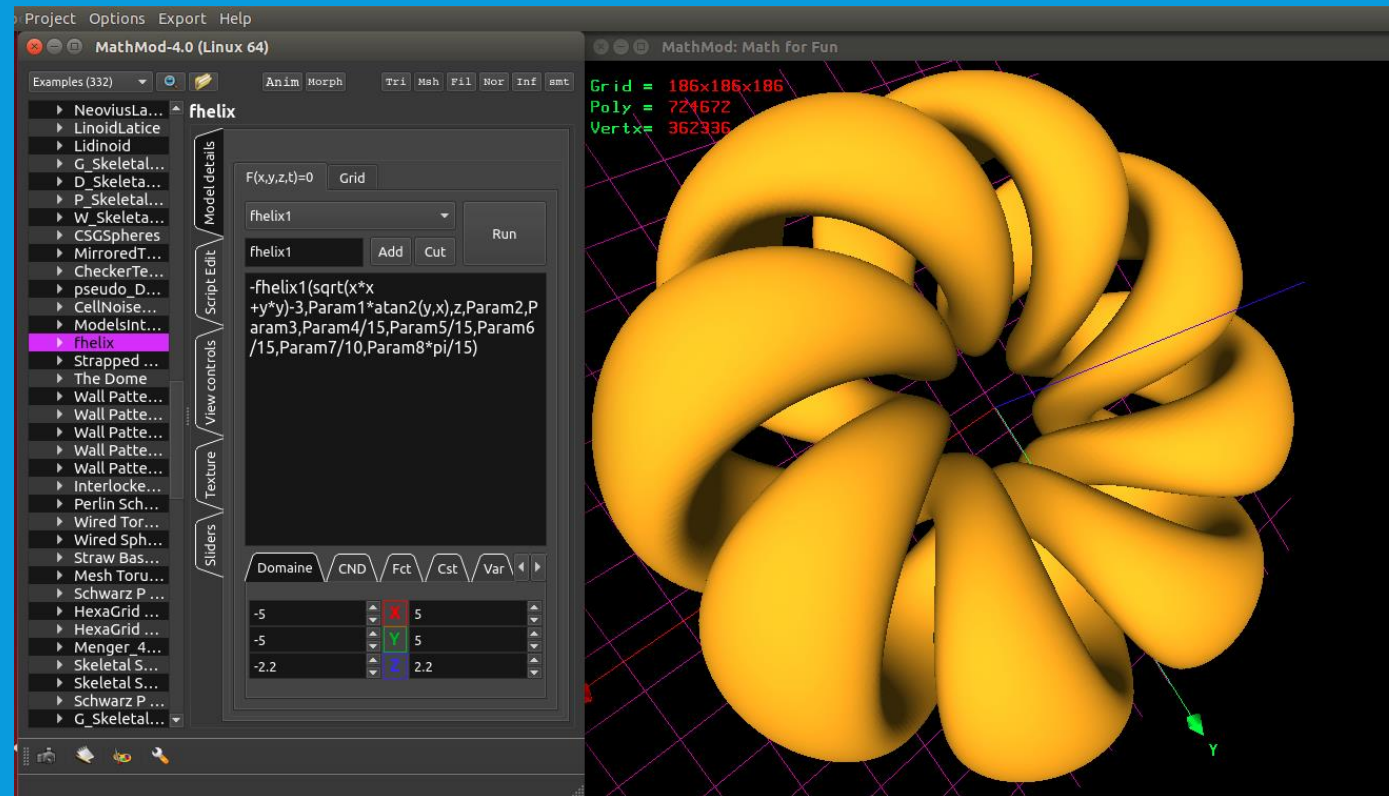 Project Options Export Help
MathMod-4.0 (Linux 64)
MathMod: Math for Fun
Examples (332)
Anim Morph Tri Msh Fil Nor Inf smt
NeoviusLa...
LinoidLatice
Lidinoid
G_Skeletal...
D_Skeleta...
P_Skeletal...
W_Skeleta...
CSGSpheres
MirroredT...
CheckerTe...
pseudo_D...
CellNoise...
ModelsInt...
fhelix
Strapped ...
The Dome
Wall Patte...
Wall Patte...
Wall Patte...
Wall Patte...
Wall Patte...
Interlocke...
Perlin Sch...
Wired Tor...
Wired Sph...
Straw Bas...
Mesh Toru...
Schwarz P ...
HexaGrid ...
HexaGrid ...
Menger_4...
Skeletal S...
Skeletal S...
Schwarz P ...
G_Skeletal...
fhelix
Model details
Script Edit
View controls
Texture
Sliders
F(x,y,z,t)=0 Grid
fhelix1
Run
fhelix1 Add Cut
-fhelix1(sqrt(x*x
+y*y)-3,Param1*atan2(y,x),z,Param2,P
aram3,Param4/15,Param5/15,Param6
/15,Param7/10,Param8*pi/15)
Domaine CND Fct Cst Var
-5 X 5
-5 Y 5
-2.2 Z 2.2
Grid = 186x186x186
Poly = 724672
Vertx= 362336
Y